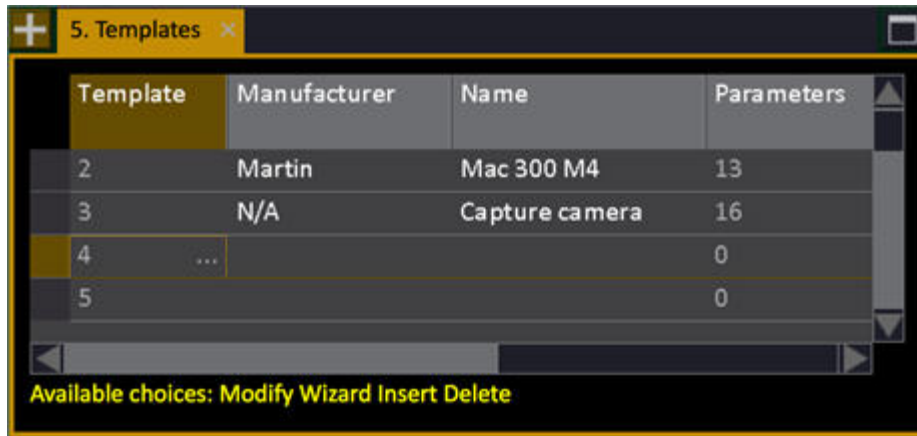 5. Templates
Template Manufacturer Name Parameters
2 Martin Mac 300 M4 13
3 N/A Capture camera 16
4 ... 0
5 0
Available choices: Modify Wizard Insert Delete